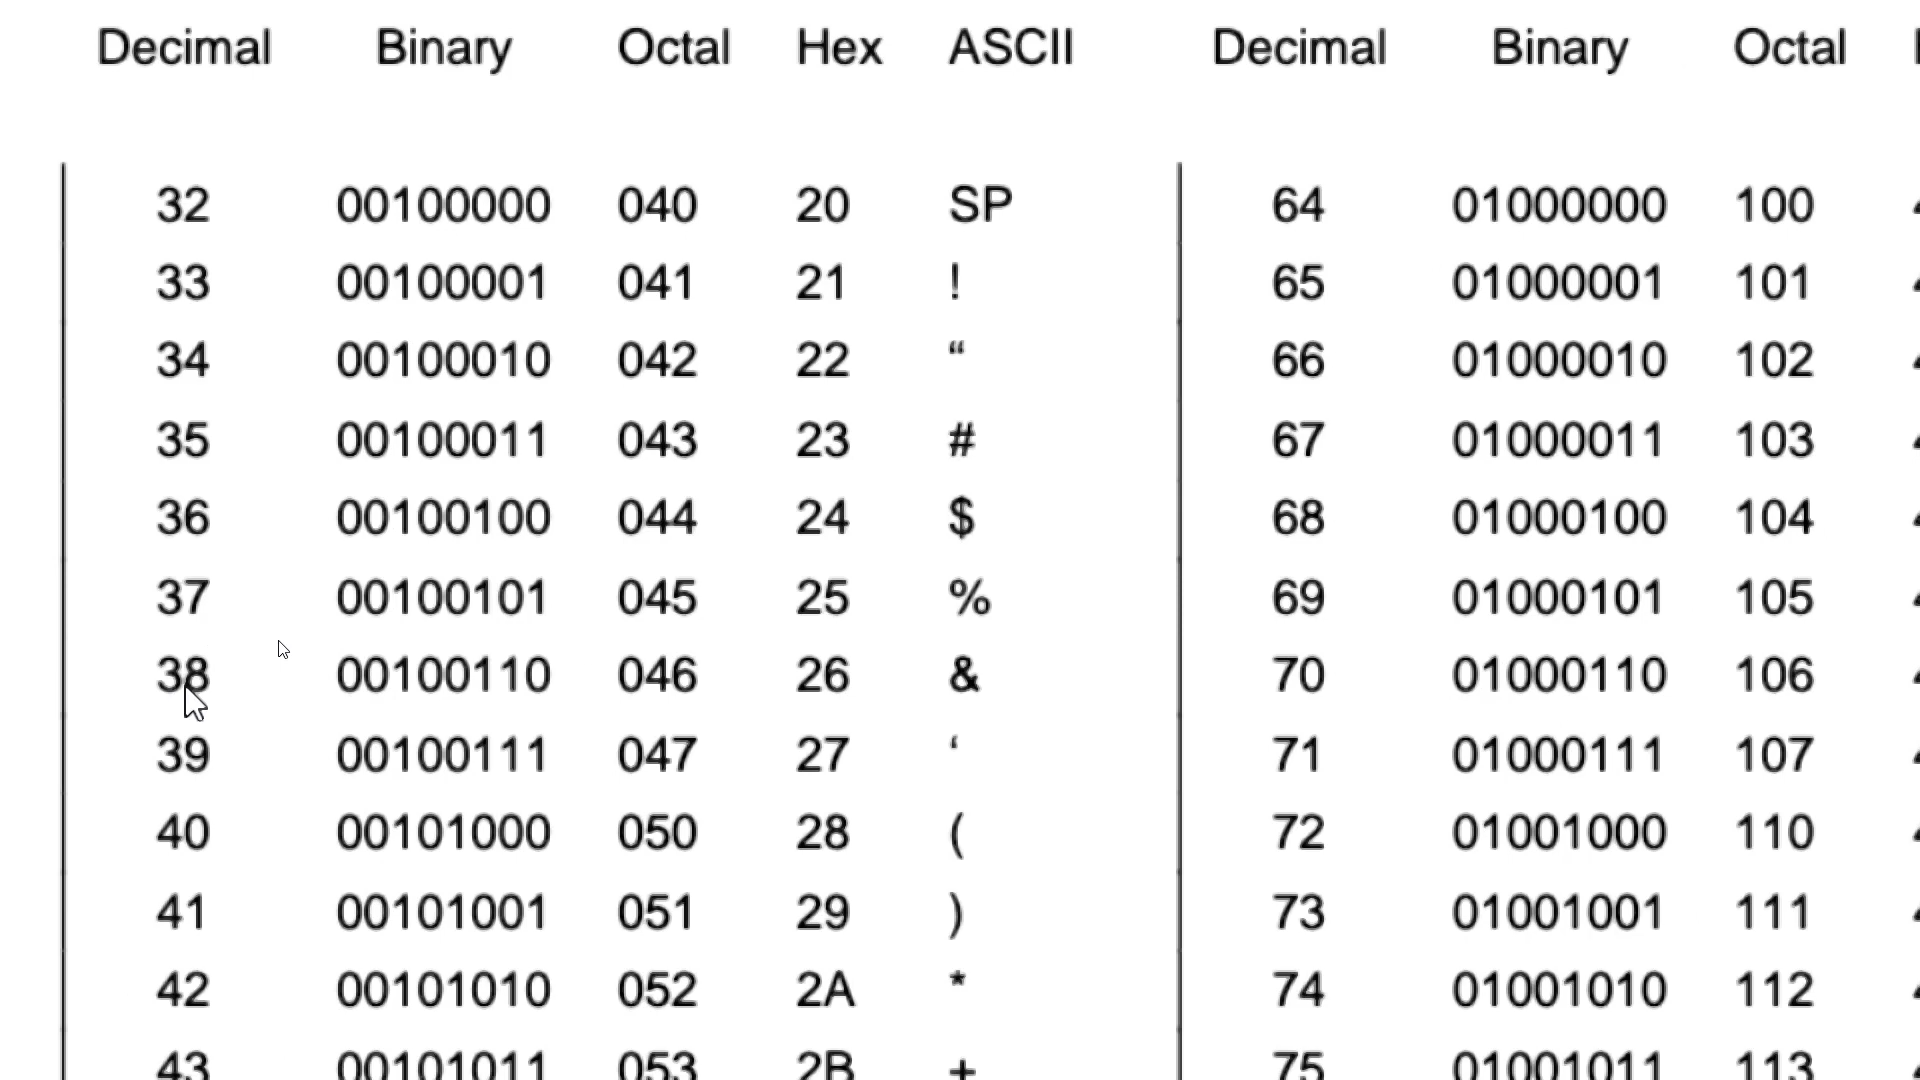 Decimal Binary Octal Hex ASCII Decimal Binary Octal
32 00100000 040 20 SP 64 01000000 100
33 00100001 041 21 ! 65 01000001 101
34 00100010 042 22 “ 66 01000010 102
35 00100011 043 23 # 67 01000011 103
36 00100100 044 24 $ 68 01000100 104
37 00100101 045 25 % 69 01000101 105
38 00100110 046 26 & 70 01000110 106
39 00100111 047 27 ‘ 71 01000111 107
40 00101000 050 28 ( 72 01001000 110
41 00101001 051 29 ) 73 01001001 111
42 00101010 052 2A * 74 01001010 112
43 00101011 053 2B + 75 01001011 113